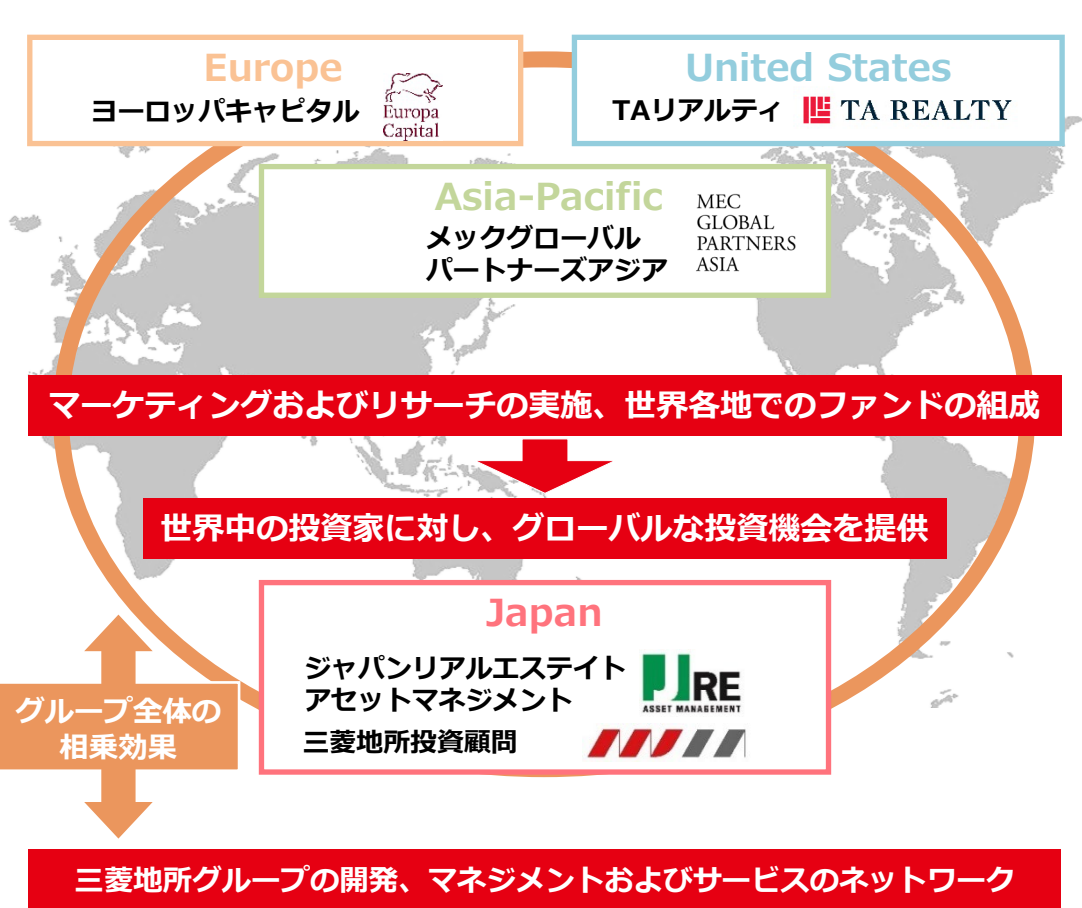 Europe
ヨーロッパキャピタル
Europa
Capital
United States
TAリアルティ
TA REALTY
Asia-Pacific
メックグローバル
パートナーズアジア
MEC
GLOBAL
PARTNERS
ASIA
マーケティングおよびリサーチの実施、世界各地でのファンドの組成
世界中の投資家に対し、グローバルな投資機会を提供
Japan
ジャパンリアルエステイト
アセットマネジメント
JRE
ASSET MANAGEMENT
三菱地所投資顧問
グループ全体の
相乗効果
三菱地所グループの開発、マネジメントおよびサービスのネットワーク